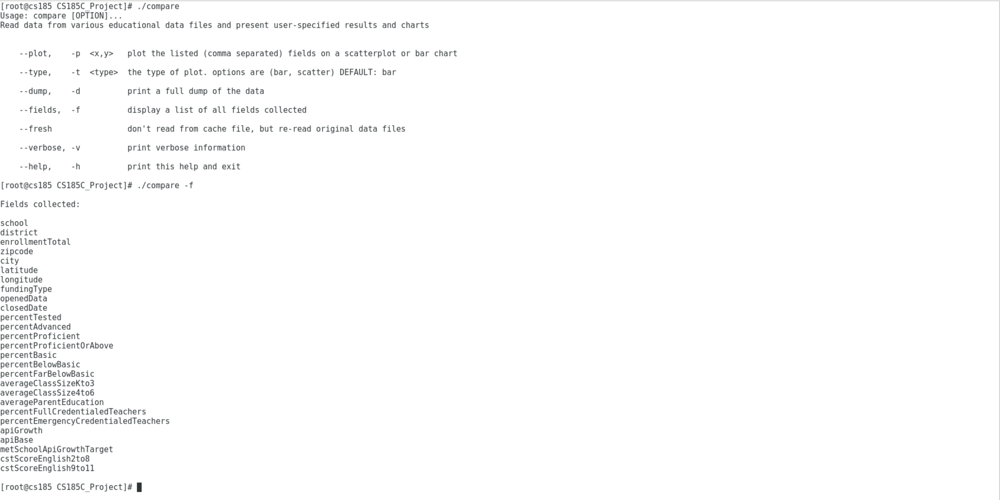 [root@cs185 CS185C_Project]# ./compare
Usage: compare [OPTION]...
Read data from various educational data files and present user-specified results and charts
--plot,    -p  <x,y>   plot the listed (comma separated) fields on a scatterplot or bar chart
--type,    -t  <type>  the type of plot. options are (bar, scatter) DEFAULT: bar
--dump,    -d          print a full dump of the data
--fields,  -f          display a list of all fields collected
--fresh                don't read from cache file, but re-read original data files
--verbose, -v          print verbose information
--help,    -h          print this help and exit
[root@cs185 CS185C_Project]# ./compare -f
Fields collected:
school
district
enrollmentTotal
zipcode
city
latitude
longitude
fundingType
openedData
closedDate
percentTested
percentAdvanced
percentProficient
percentProficientOrAbove
percentBasic
percentBelowBasic
percentFarBelowBasic
averageClassSizeKto3
averageClassSize4to6
averageParentEducation
percentFullCredentialedTeachers
percentEmergencyCredentialedTeachers
apiGrowth
apiBase
metSchoolApiGrowthTarget
cstScoreEnglish2to8
cstScoreEnglish9to11
[root@cs185 CS185C_Project]#